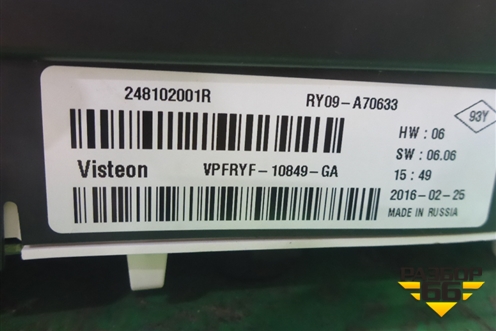 248102001R RY09-A70633
93Y
HW : 06
SW : 06.06
Visteon VPFRYF-10849-GA
15 : 49
2016-02-25
MADE IN RUSSIA
РАЗБОР
66